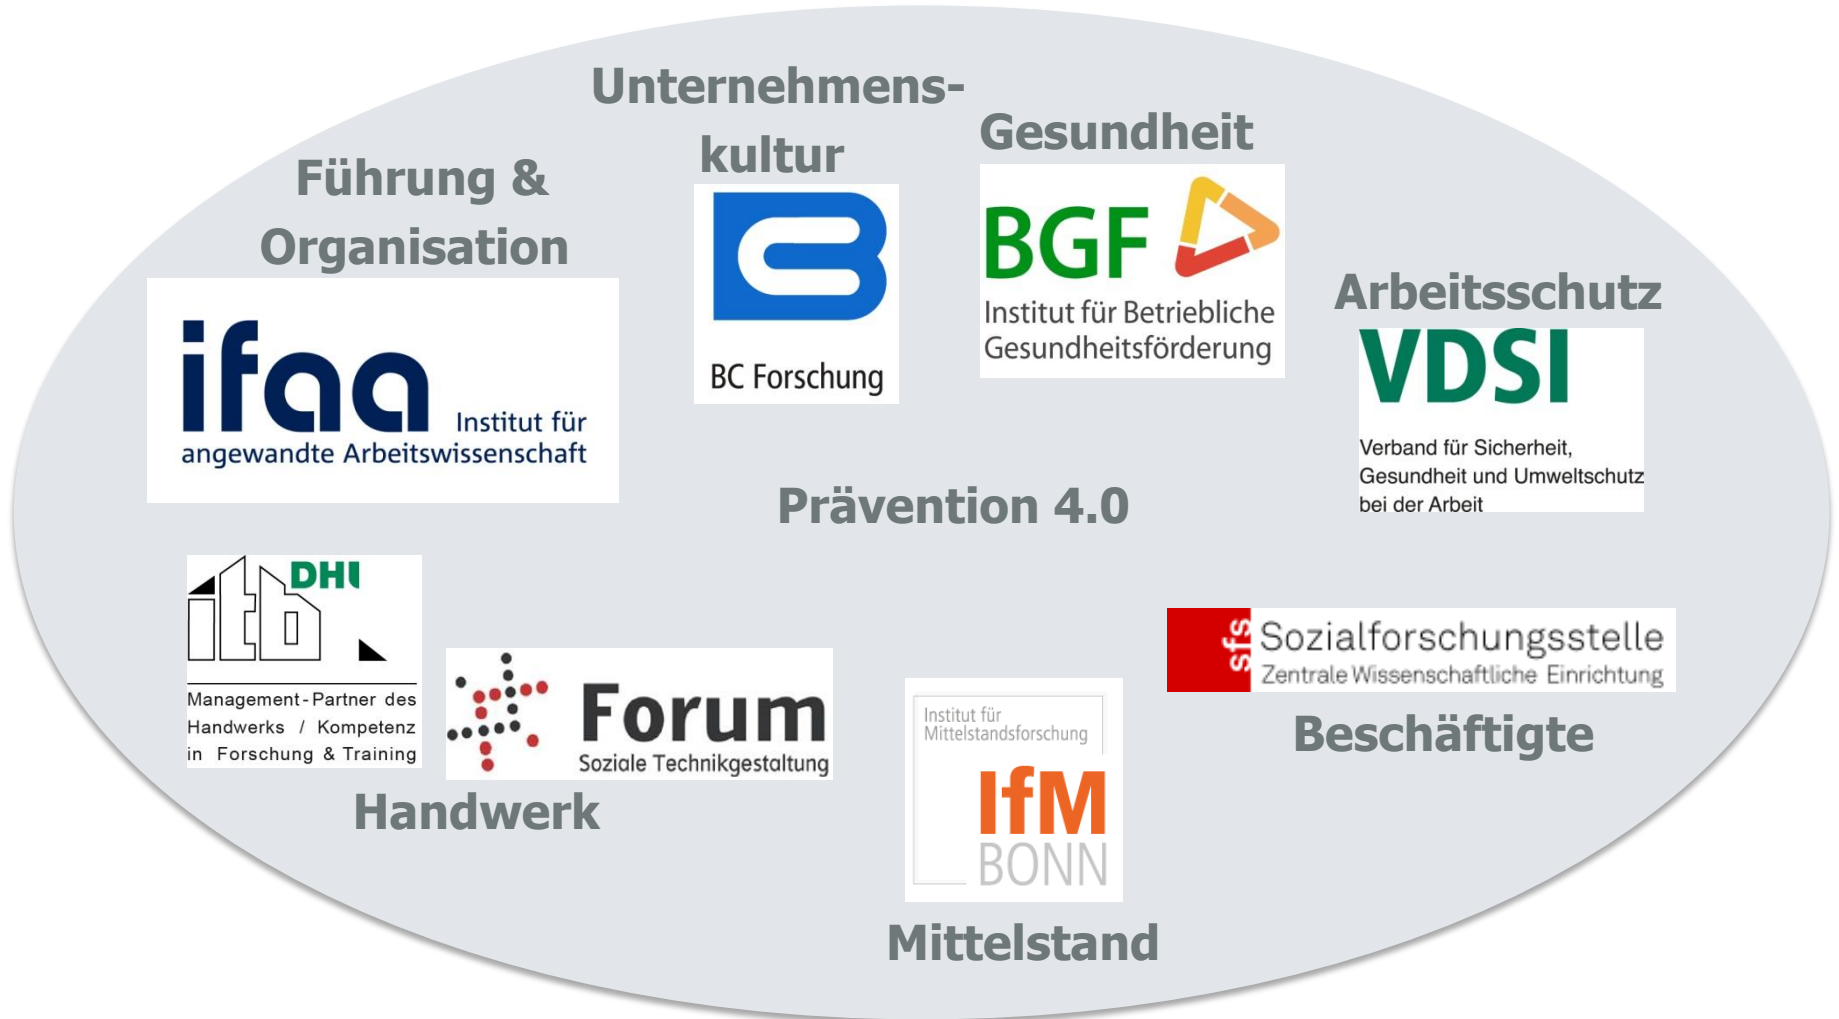 Unternehmens-
kultur
BC Forschung
Gesundheit
BGF
Institut für Betriebliche
Gesundheitsförderung
Führung &
Organisation
ifaa Institut für
angewandte Arbeitswissenschaft
Arbeitsschutz
VDSI
Verband für Sicherheit,
Gesundheit und Umweltschutz
bei der Arbeit
Prävention 4.0
itb DHI
Management-Partner des
Handwerks / Kompetenz
in Forschung & Training
Forum
Soziale Technikgestaltung
Handwerk
Institut für
Mittelstandsforschung
IfM
BONN
Mittelstand
sfs
Sozialforschungsstelle
Zentrale Wissenschaftliche Einrichtung
Beschäftigte